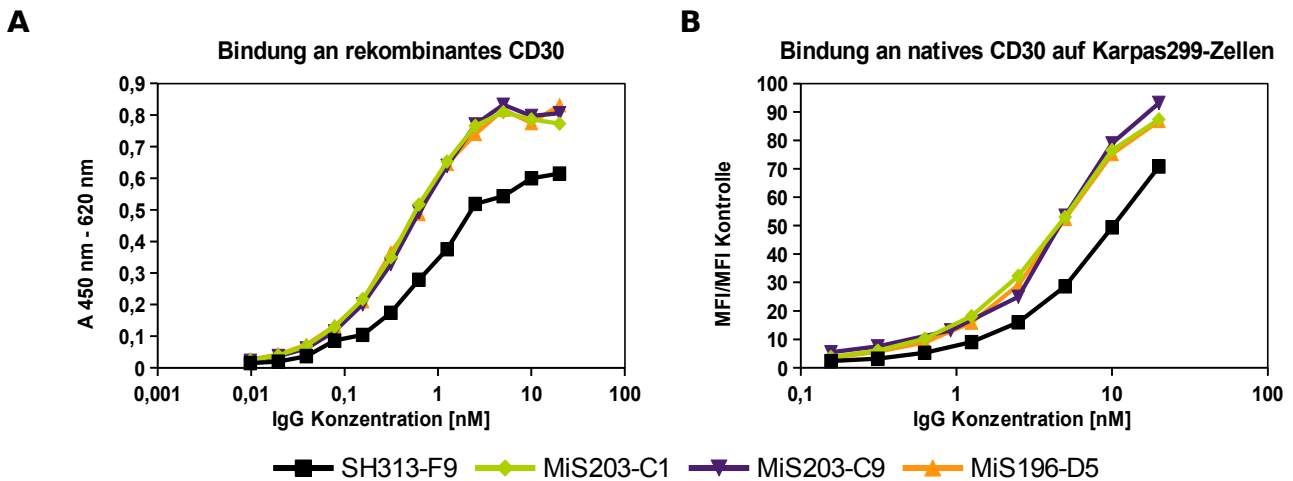 A
Bindung an rekombinantes CD30
0,9
0,8
0,7
0,6
0,5
0,4
0,3
0,2
0,1
0
A 450 nm - 620 nm
0,001 0,01 0,1 1 10 100
IgG Konzentration [nM]
B
Bindung an natives CD30 auf Karpas299-Zellen
100
90
80
70
60
50
40
30
20
10
0
MFI/MFI Kontrolle
0,1 1 10 100
IgG Konzentration [nM]
SH313-F9 MiS203-C1 MiS203-C9 MiS196-D5